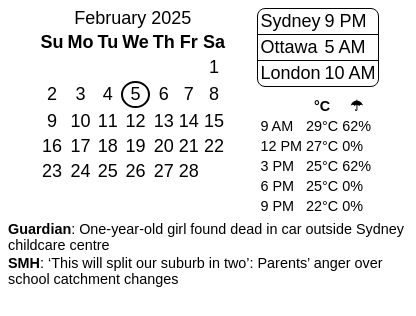 February 2025
Su Mo Tu We Th Fr Sa
1
2 3 4 5 6 7 8
9 10 11 12 13 14 15
16 17 18 19 20 21 22
23 24 25 26 27 28
Sydney 9 PM
Ottawa 5 AM
London 10 AM
°C ☂
9 AM 29°C 62%
12 PM 27°C 0%
3 PM 25°C 62%
6 PM 25°C 0%
9 PM 22°C 0%
Guardian: One-year-old girl found dead in car outside Sydney
childcare centre
SMH: ‘This will split our suburb in two’: Parents’ anger over
school catchment changes